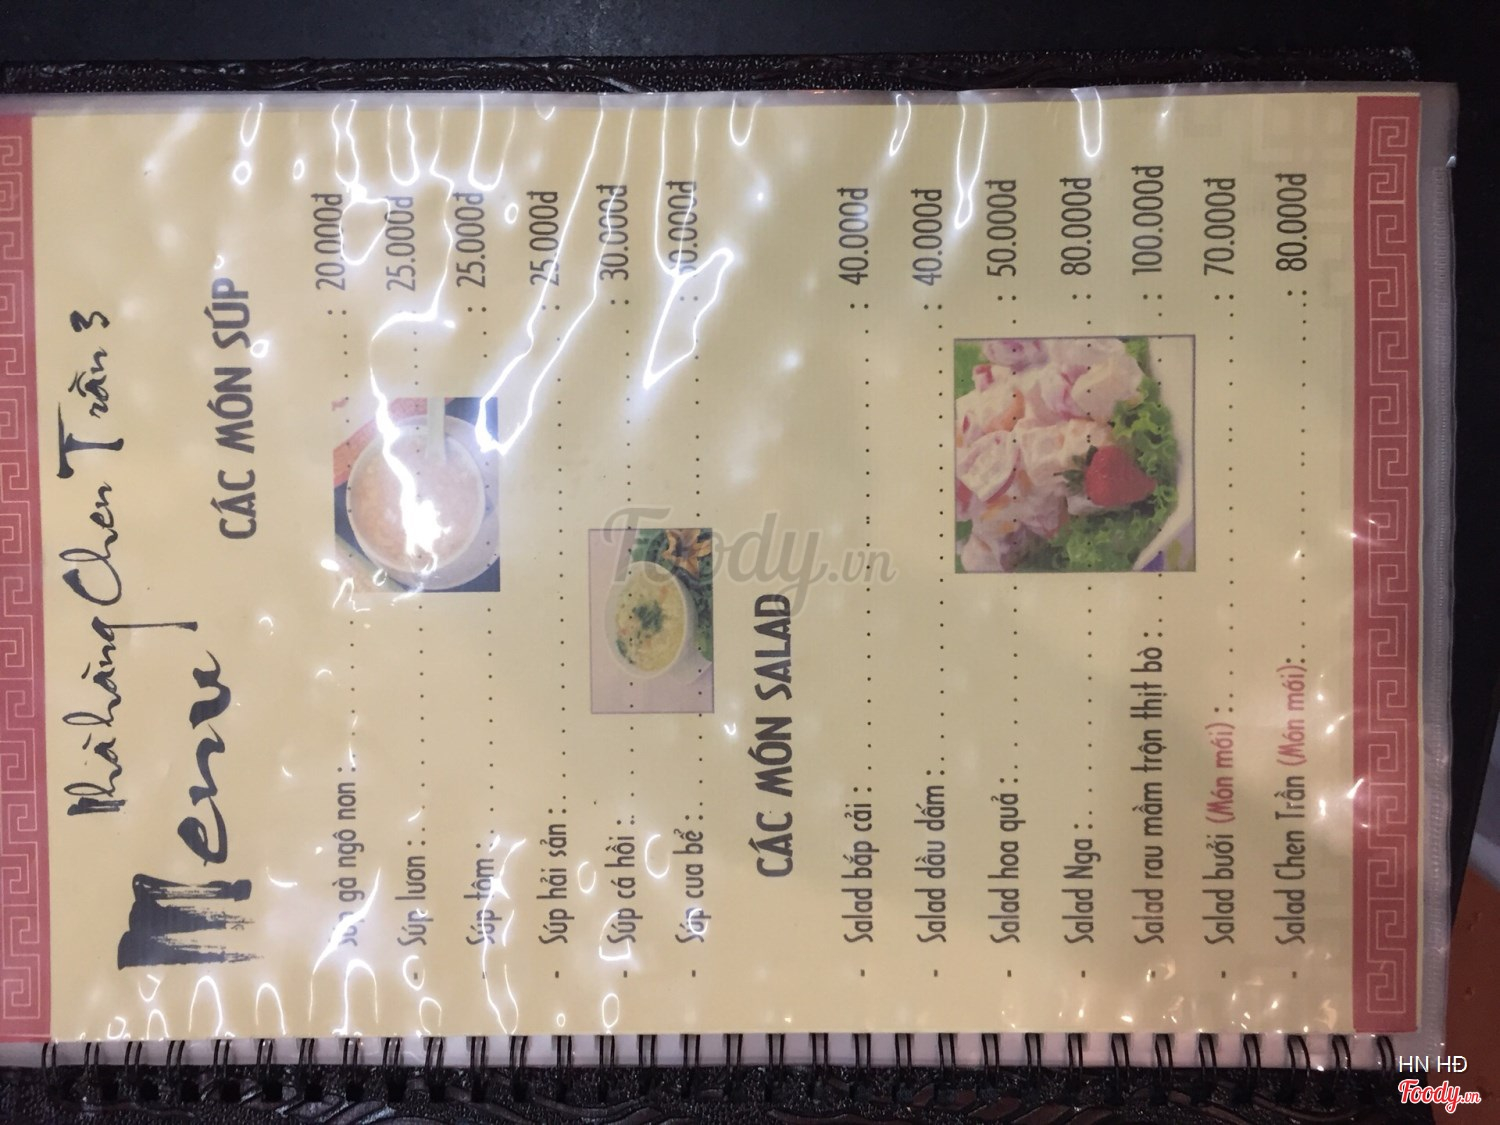 Nhà hàng Chen Trần 3
Menu
CÁC MÓN SÚP
- Súp gà ngô non : 20.000đ
- Súp lươn : 25.000đ
- Súp tôm : 25.000đ
- Súp hải sản : 25.000đ
- Súp cá hồi : 30.000đ
- Súp cua bể :
CÁC MÓN SALAD
- Salad bắp cải : 40.000đ
- Salad dầu dấm : 40.000đ
- Salad hoa quả : 50.000đ
- Salad Nga : 80.000đ
- Salad rau mầm trộn thịt bò : 100.000đ
- Salad bưởi (Món mới) : 70.000đ
- Salad Chen Trần (Món mới): 80.000đ
Foody.vn
HN HĐ
Foody.vn